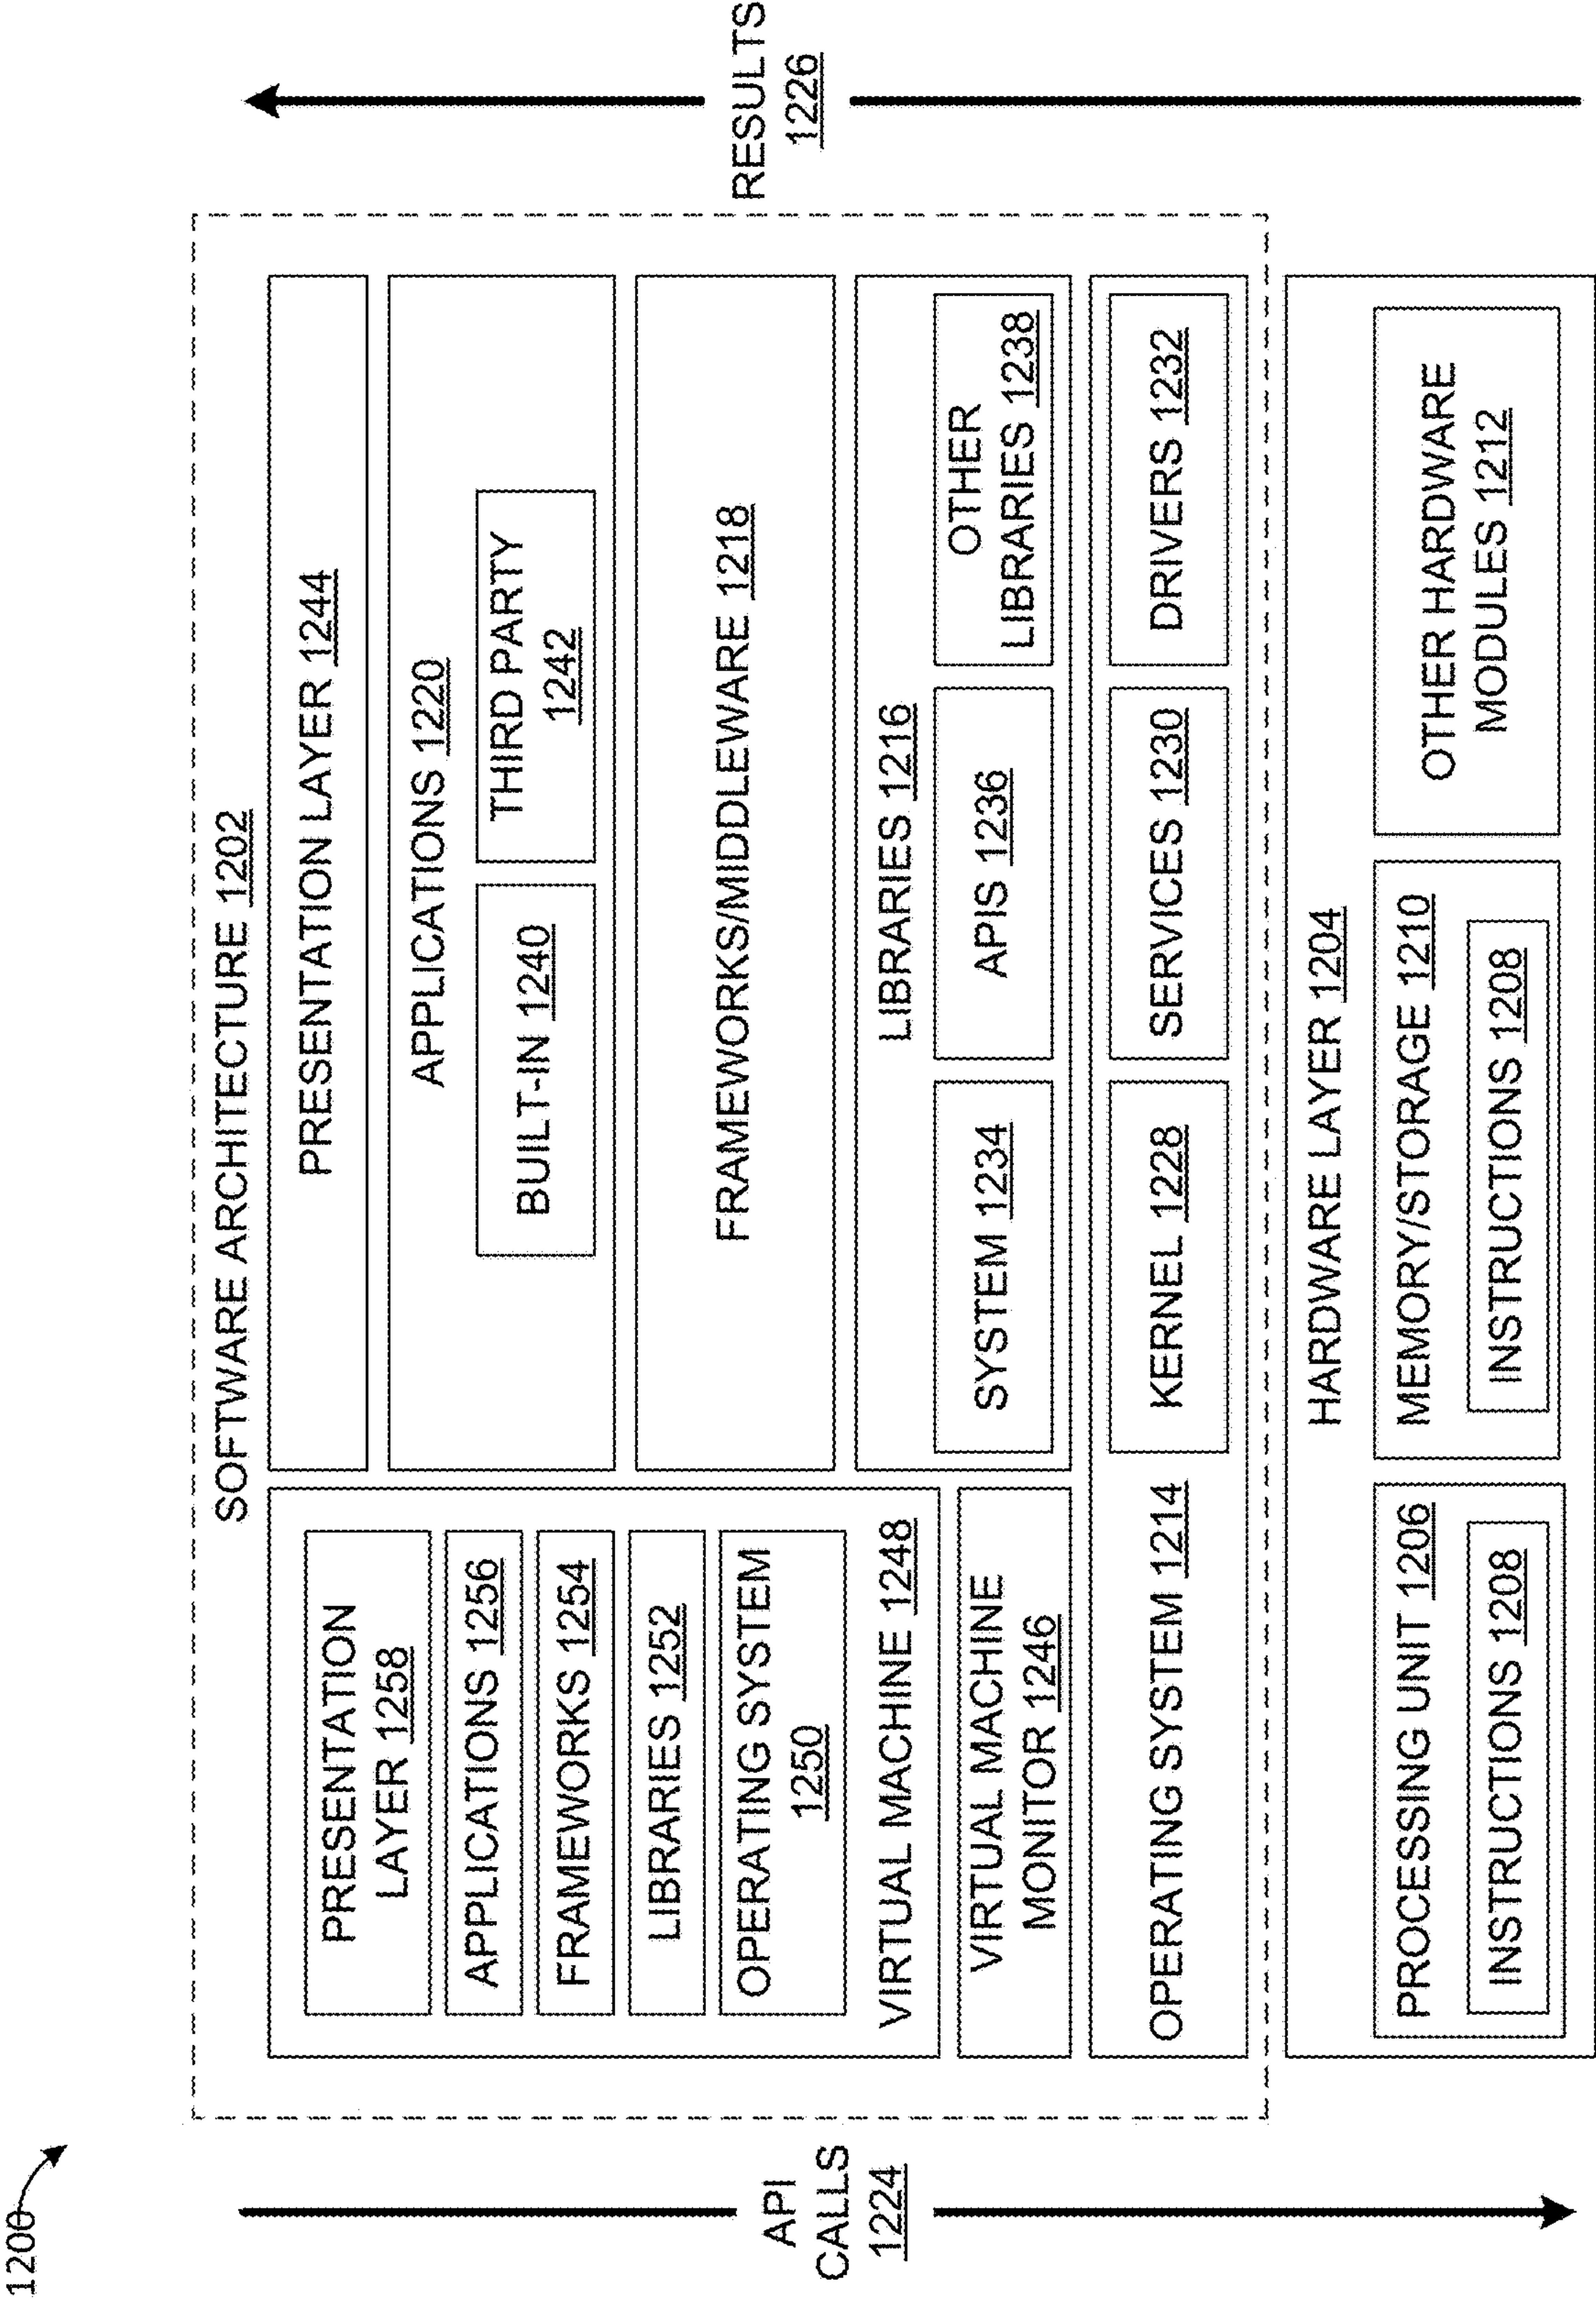 1200
SOFTWARE ARCHITECTURE 1202
PRESENTATION
LAYER 1258
APPLICATIONS 1256
FRAMEWORKS 1254
LIBRARIES 1252
OPERATING SYSTEM
1250
VIRTUAL MACHINE 1248
VIRTUAL MACHINE
MONITOR 1246
PRESENTATION LAYER 1244
APPLICATIONS 1220
BUILT-IN 1240
THIRD PARTY
1242
FRAMEWORKS/MIDDLEWARE 1218
LIBRARIES 1216
SYSTEM 1234
APIS 1236
OTHER
LIBRARIES 1238
OPERATING SYSTEM 1214
KERNEL 1228
SERVICES 1230
DRIVERS 1232
HARDWARE LAYER 1204
PROCESSING UNIT 1206
INSTRUCTIONS 1208
MEMORY/STORAGE 1210
INSTRUCTIONS 1208
OTHER HARDWARE
MODULES 1212
API
CALLS
1224
RESULTS
1226